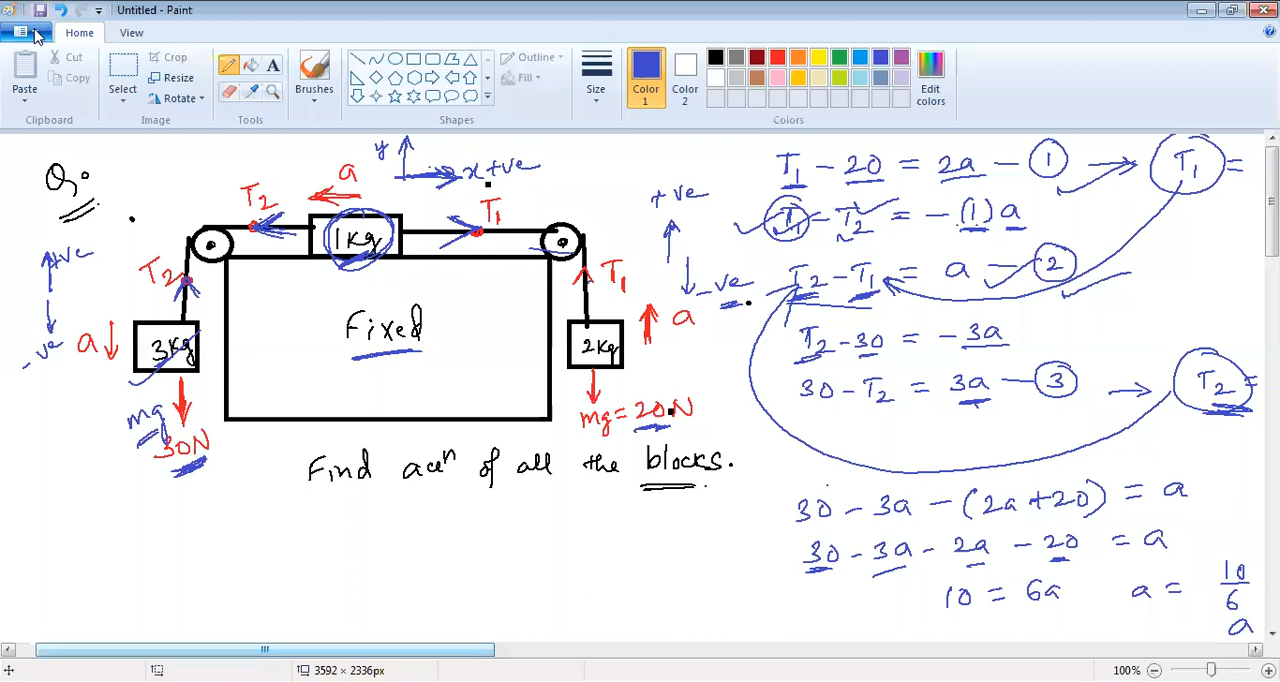 Untitled - Paint
Home View
Paste
Cut
Copy
Clipboard
Select
Crop
Resize
Rotate
Image
Tools
Brushes
Shapes
Outline
Fill
Size
Color 1
Color 2
Colors
Edit colors
Q:
y
x +ve
a
T2
T1
1kg
+ve
-ve
T2
a
3kg
mg
30N
Fixed
+ve
-ve
T1
a
2kg
mg = 20N
Find accn of all the blocks.
T1 - 20 = 2a - 1
T1 =
T1 - T2 = -(1)a
T2 - T1 = a - 2
T2 - 30 = -3a
30 - T2 = 3a - 3
T2 =
30 - 3a - (2a + 20) = a
30 - 3a - 2a - 20 = a
10 = 6a a = 10/6
a
3592 × 2336px
100%